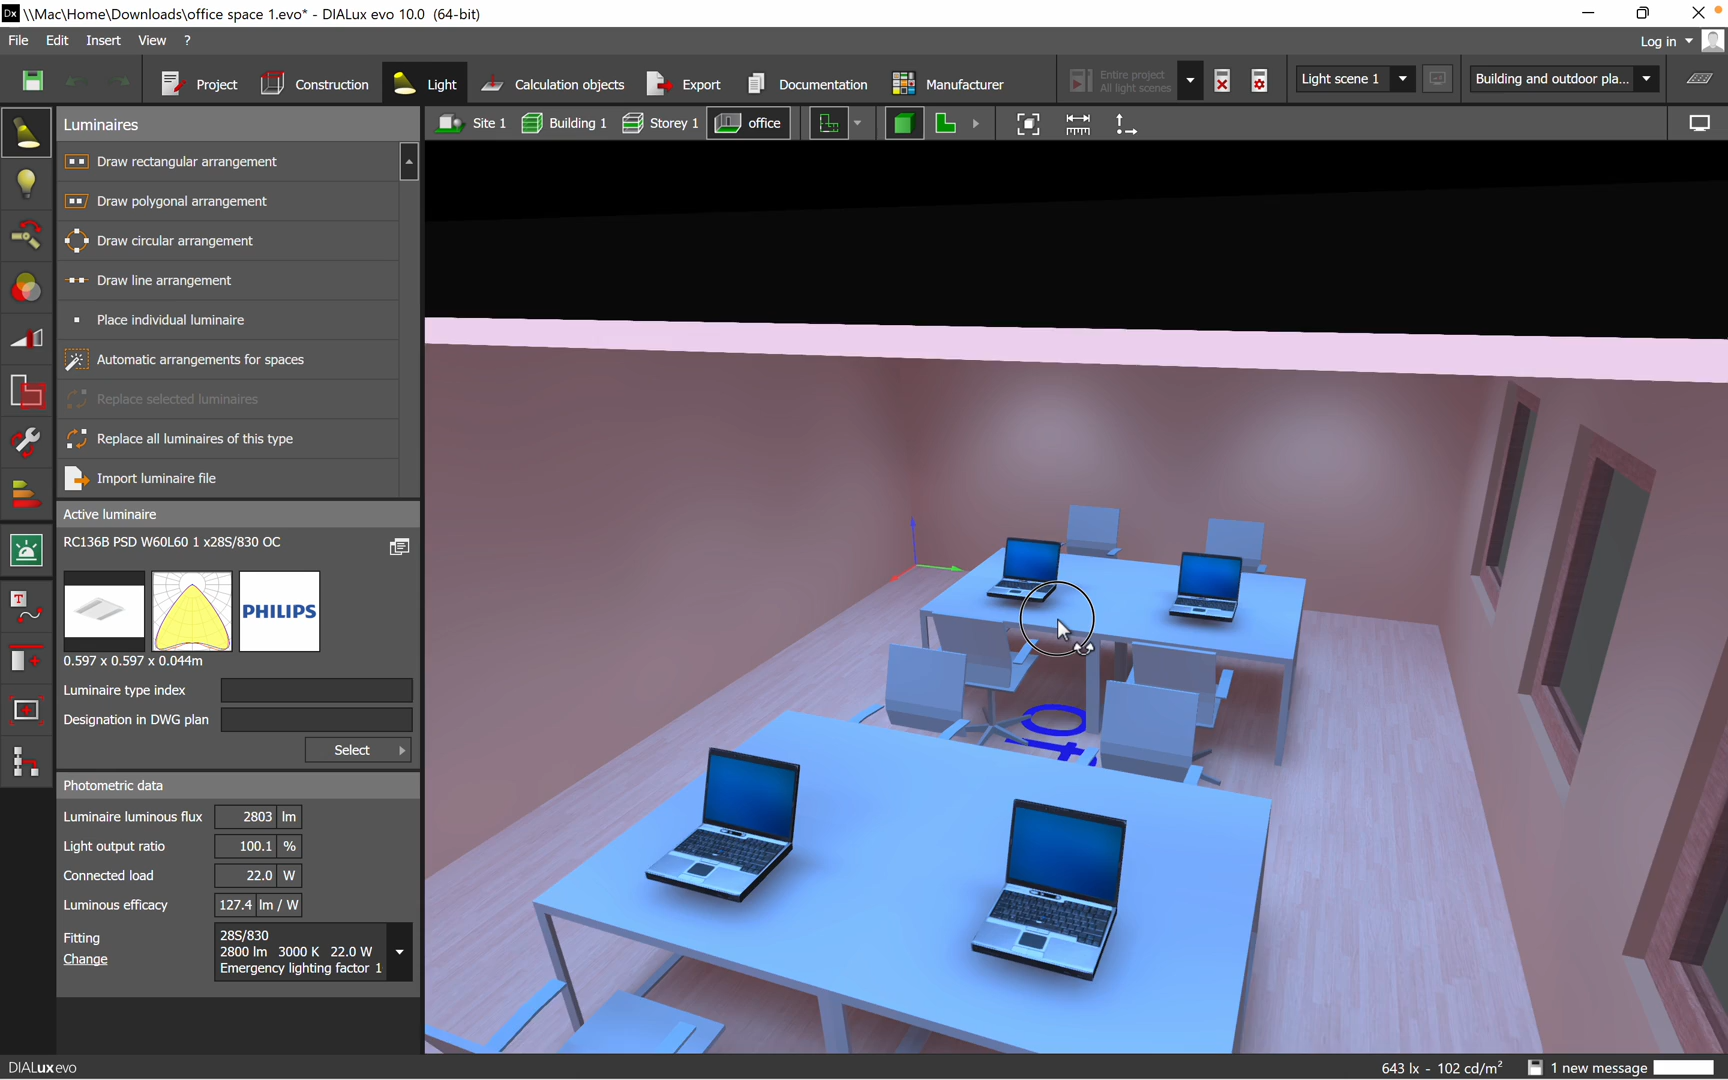 \\Mac\Home\Downloads\office space 1.evo* - DIALux evo 10.0  (64-bit)
File Edit Insert View ?
Log in
Project Construction Light Calculation objects Export Documentation Manufacturer
Entire project
All light scenes
Light scene 1
Building and outdoor pla...
Luminaires
Site 1 Building 1 Storey 1 office
Draw rectangular arrangement
Draw polygonal arrangement
Draw circular arrangement
Draw line arrangement
Place individual luminaire
Automatic arrangements for spaces
Replace selected luminaires
Replace all luminaires of this type
Import luminaire file
Active luminaire
RC136B PSD W60L60 1 x28S/830 OC
PHILIPS
0.597 x 0.597 x 0.044m
Luminaire type index
Designation in DWG plan
Select
Photometric data
Luminaire luminous flux 2803 lm
Light output ratio 100.1 %
Connected load 22.0 W
Luminous efficacy 127.4 lm / W
Fitting
Change
28S/830
2800 lm 3000 K 22.0 W
Emergency lighting factor 1
DIALux evo
643 lx - 102 cd/m²
1 new message